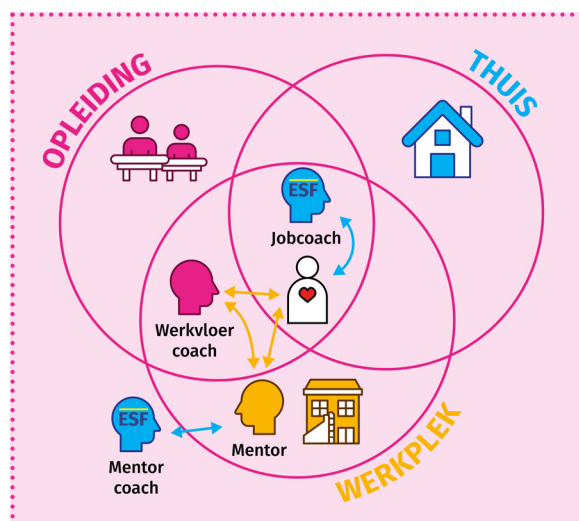 OPLEIDING
THUIS
ESF
Jobcoach
Werkvloer
coach
ESF
Mentor
Mentor
coach
WERKPLEK